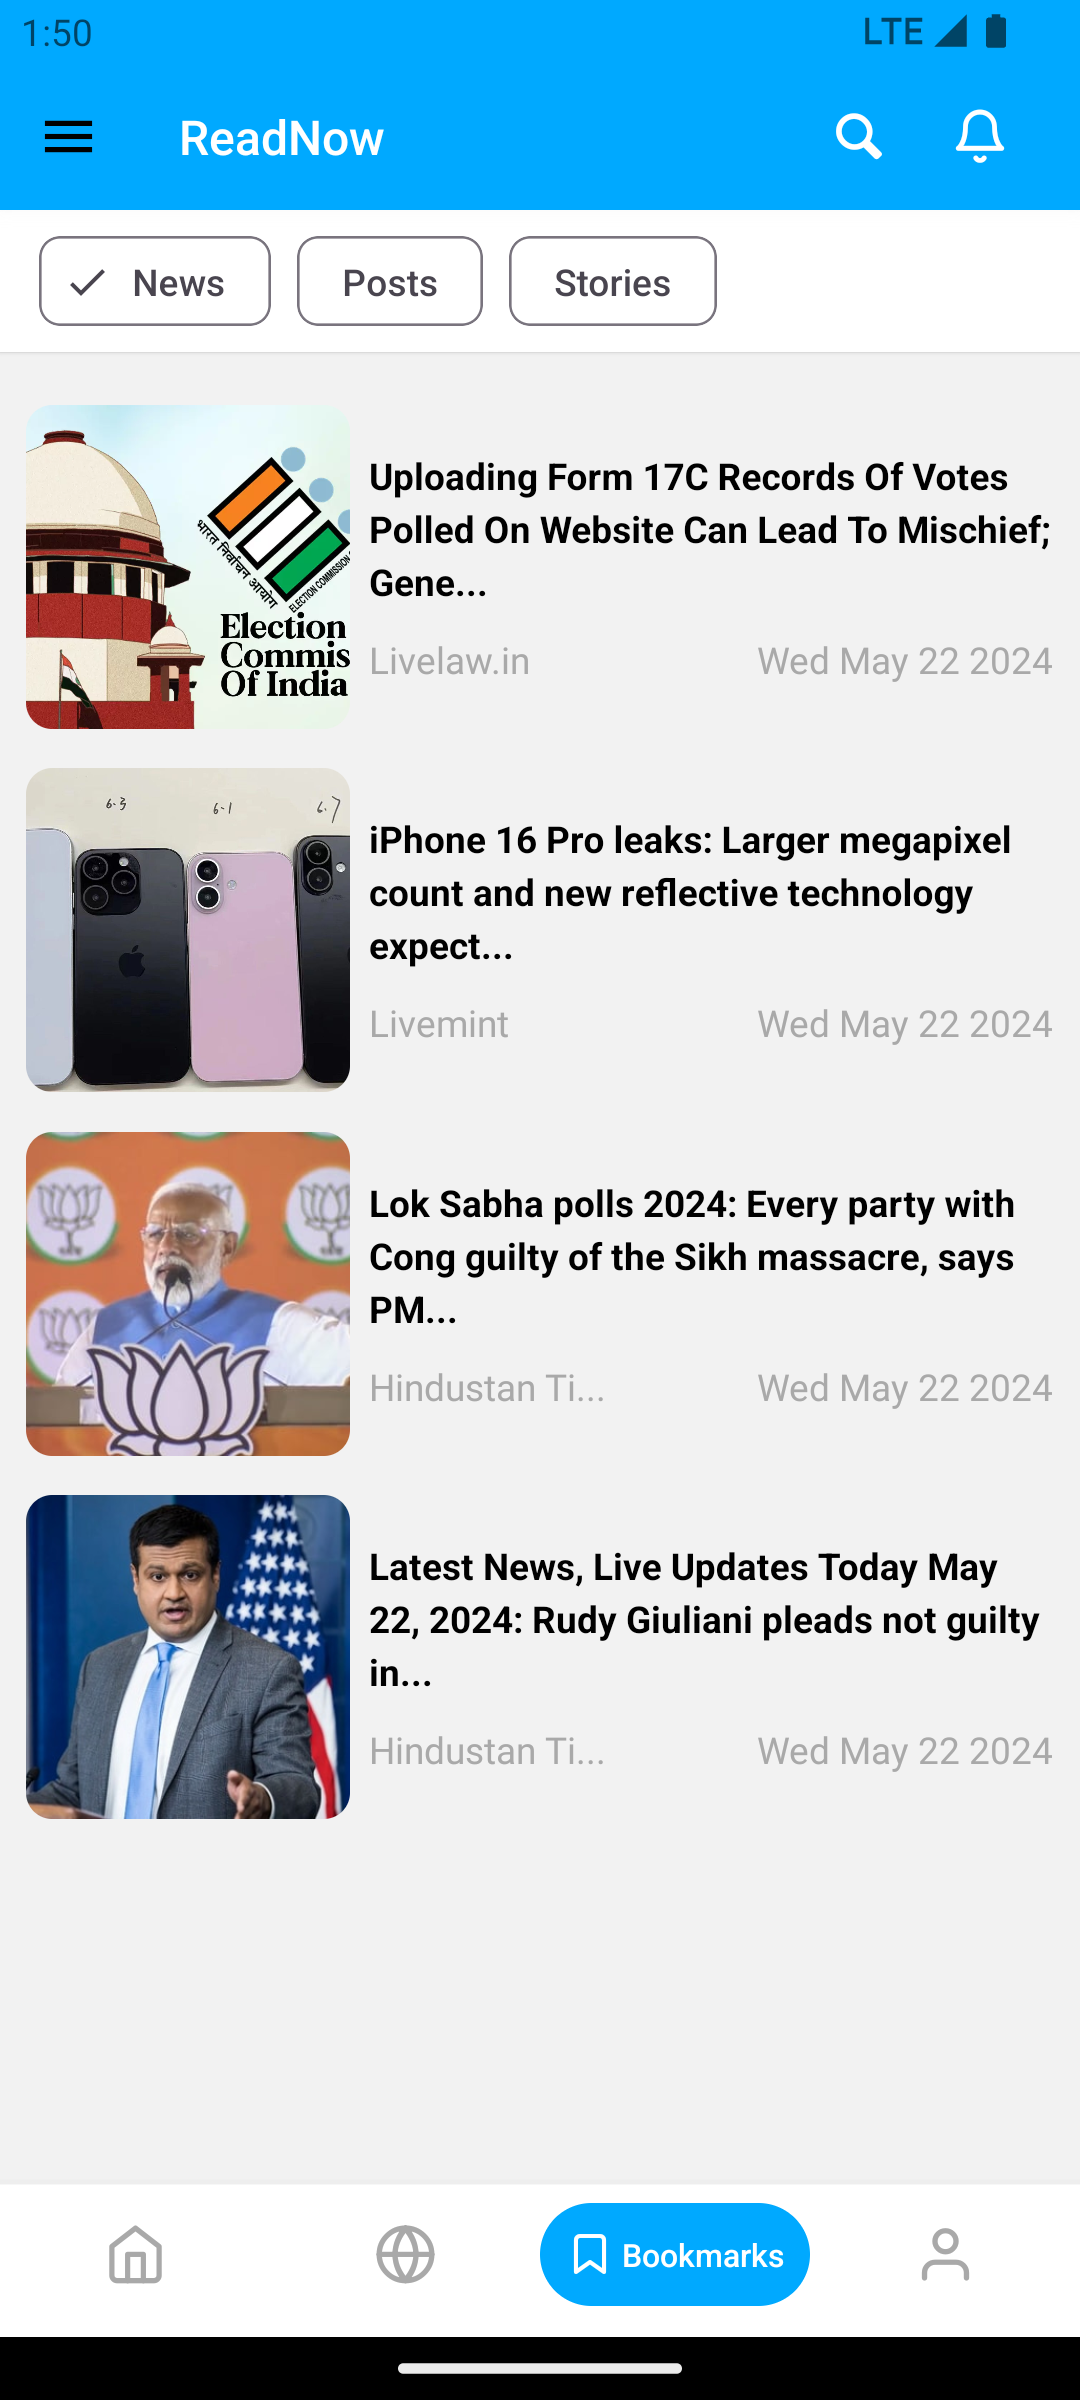 1:50
LTE
ReadNow
News
Posts
Stories
भारत निर्वाचन आयोग
ELECTION COMMISSION
Election
Commis
Of India
Uploading Form 17C Records Of Votes
Polled On Website Can Lead To Mischief;
Gene...
Livelaw.in
Wed May 22 2024
6.3
6.1
6.7
iPhone 16 Pro leaks: Larger megapixel
count and new reflective technology
expect...
Livemint
Wed May 22 2024
Lok Sabha polls 2024: Every party with
Cong guilty of the Sikh massacre, says
PM...
Hindustan Ti...
Wed May 22 2024
Latest News, Live Updates Today May
22, 2024: Rudy Giuliani pleads not guilty
in...
Hindustan Ti...
Wed May 22 2024
Bookmarks